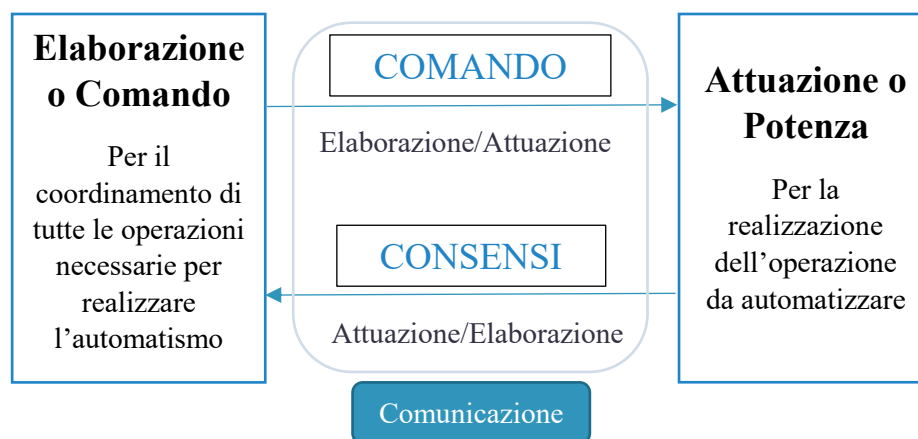 Elaborazione
o Comando
Per il
coordinamento di
tutte le operazioni
necessarie per
realizzare
l’automatismo
COMANDO
Elaborazione/Attuazione
CONSENSI
Attuazione/Elaborazione
Comunicazione
Attuazione o
Potenza
Per la
realizzazione
dell’operazione
da automatizzare